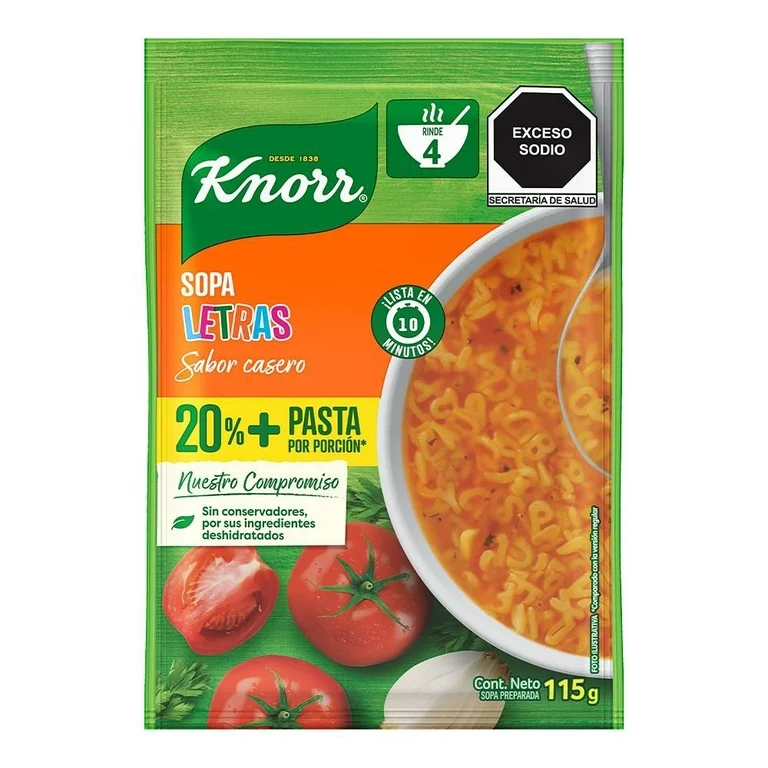 DESDE 1838
Knorr®
RINDE
4
EXCESO
SODIO
SECRETARÍA DE SALUD
SOPA
LETRAS
Sabor casero
¡LISTA EN
10
MINUTOS!
20%+ PASTA
POR PORCIÓN*
Nuestro Compromiso
Sin conservadores,
por sus ingredientes
deshidratados
FOTO ILUSTRATIVA *Comparado con la versión regular
Cont. Neto 115g
SOPA PREPARADA